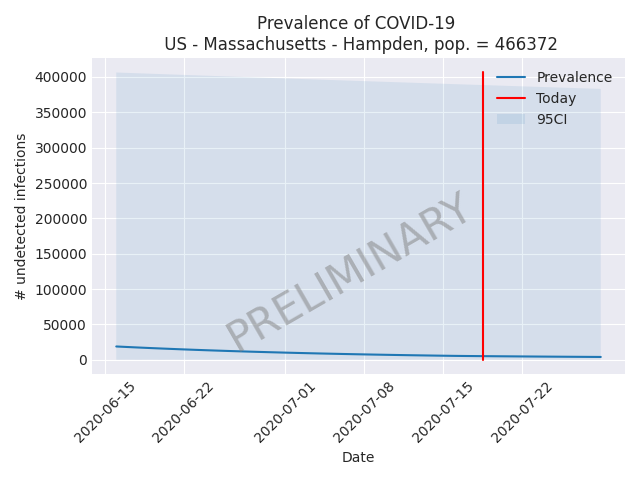 Prevalence of COVID-19
US - Massachusetts - Hampden, pop. = 466372
400000
350000
300000
250000
200000
150000
100000
50000
0
# undetected infections
Prevalence
Today
95CI
PRELIMINARY
2020-06-15
2020-06-22
2020-07-01
2020-07-08
2020-07-15
2020-07-22
Date